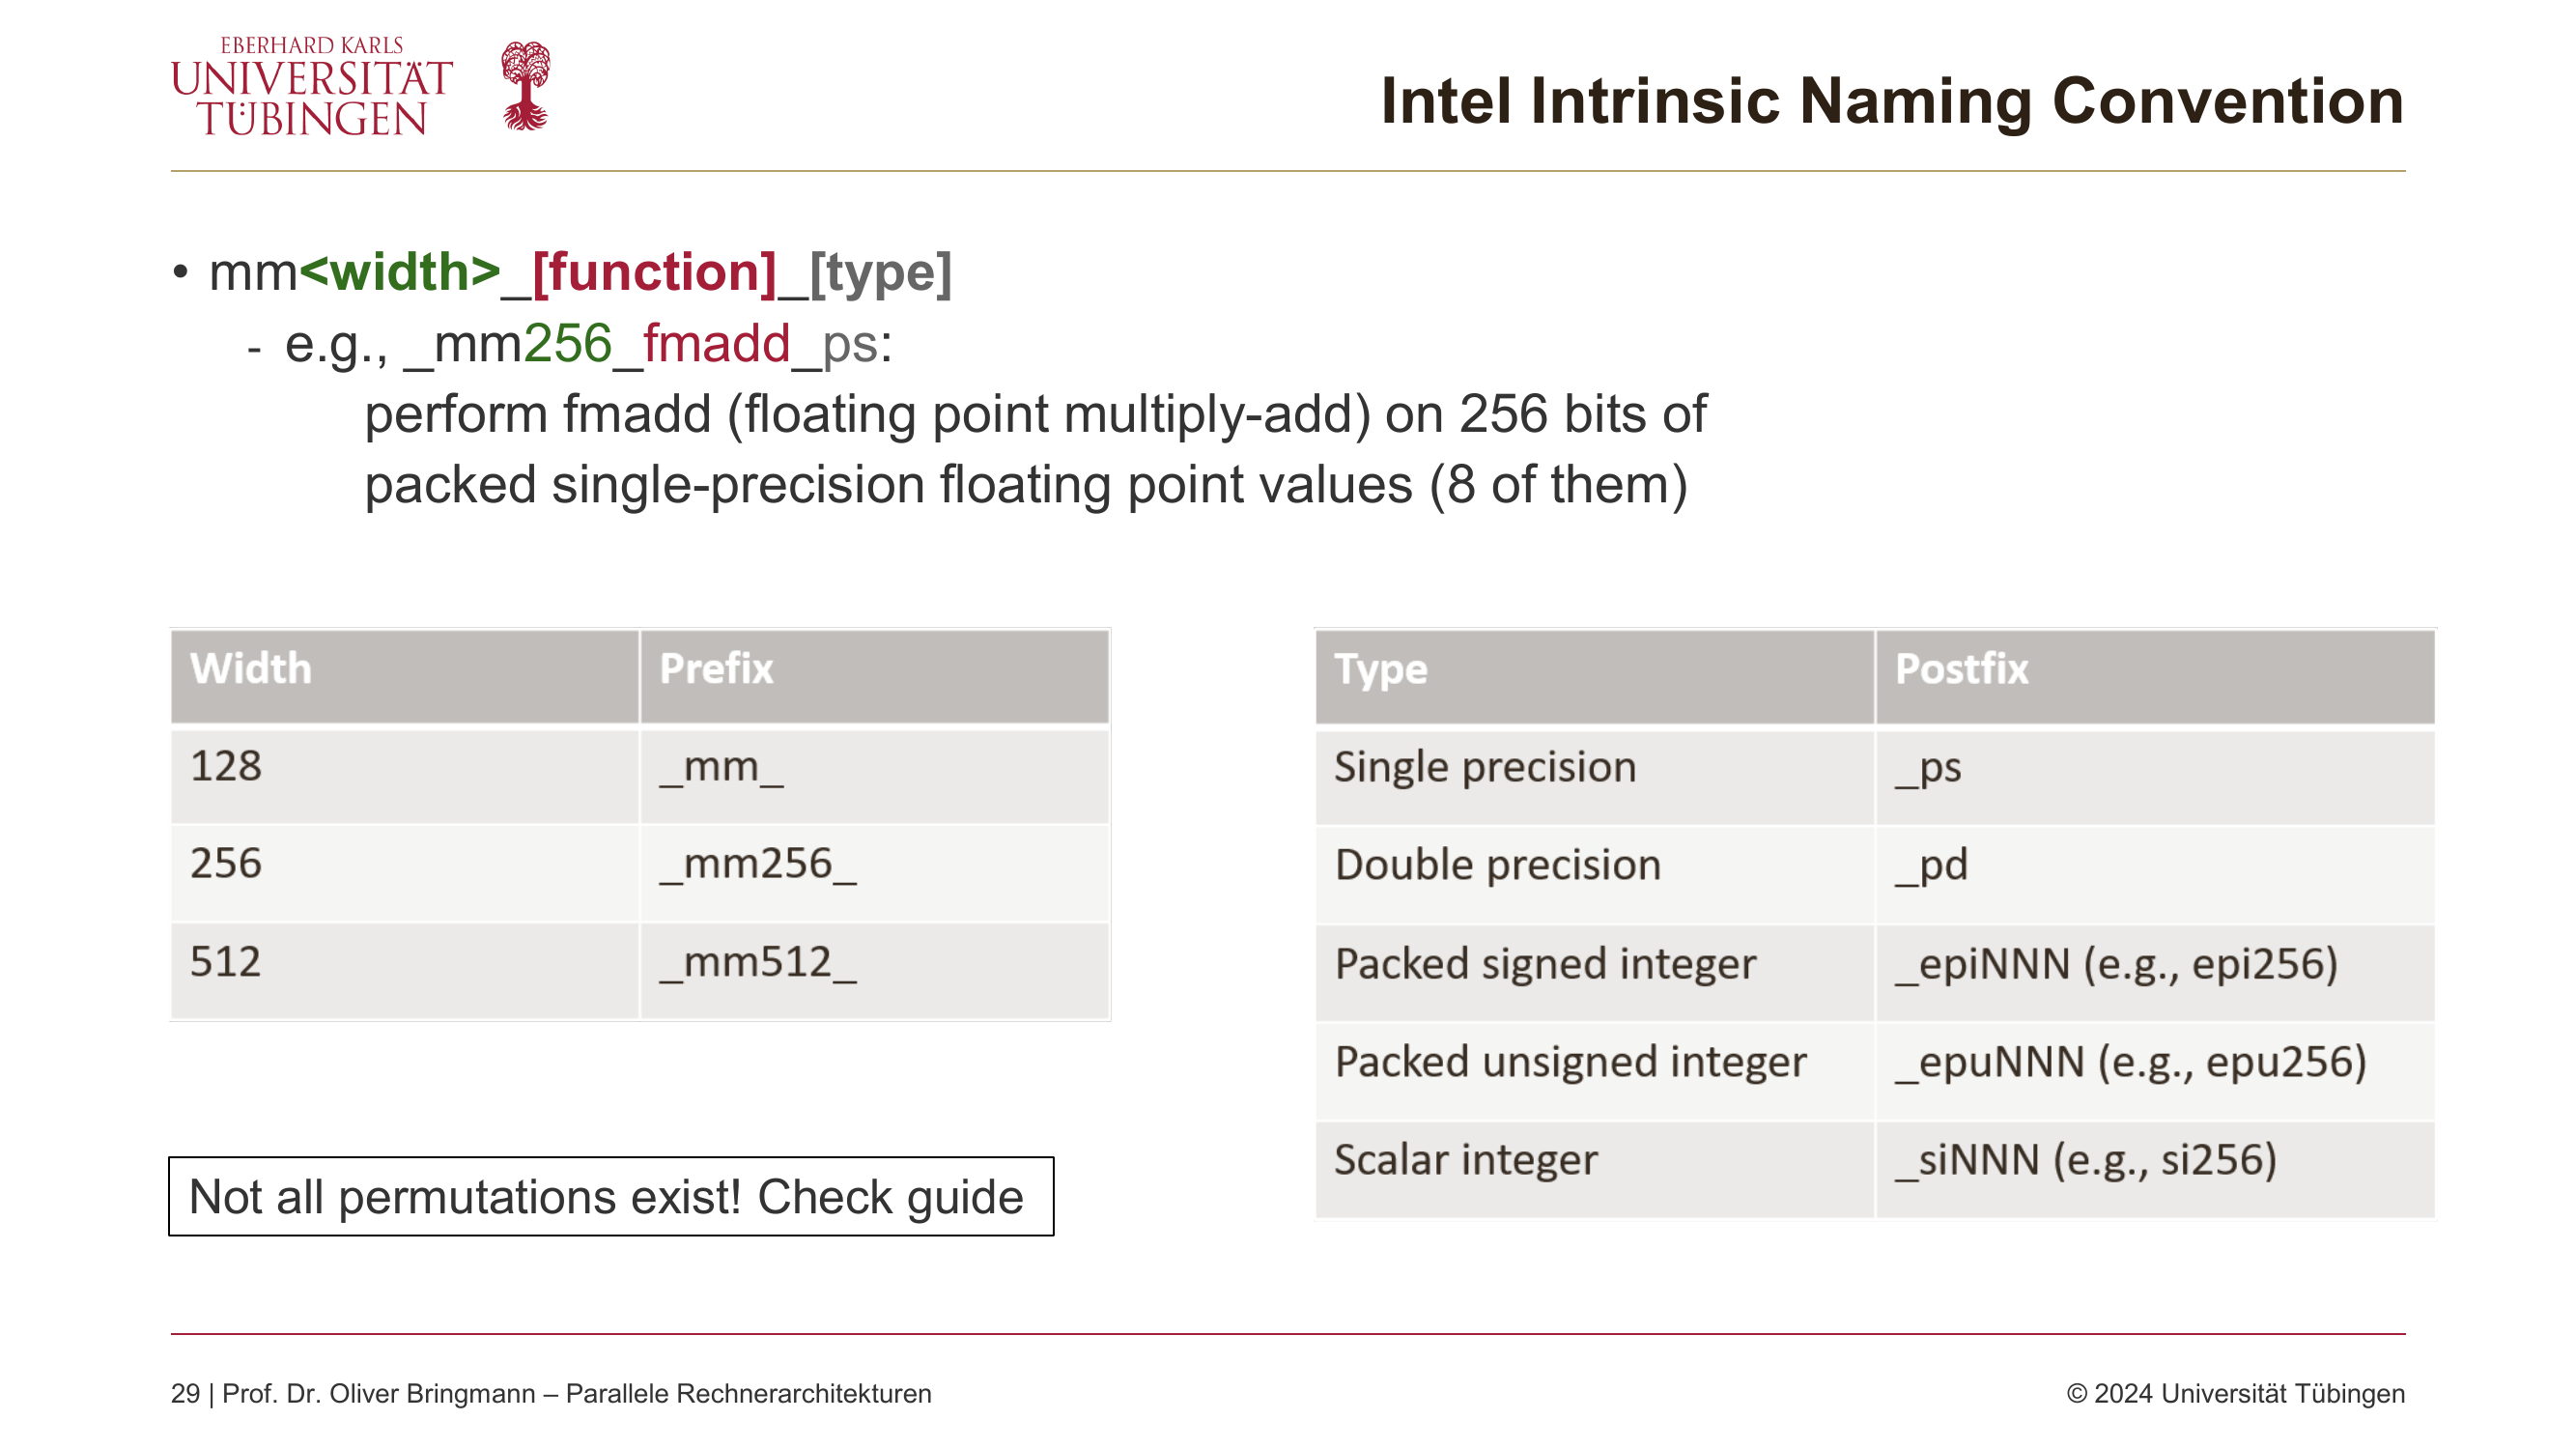 EBERHARD KARLS
UNIVERSITÄT
TÜBINGEN
Intel Intrinsic Naming Convention
• mm<width>_[function]_[type]
- e.g., _mm256_fmadd_ps:
perform fmadd (floating point multiply-add) on 256 bits of
packed single-precision floating point values (8 of them)
Width Prefix
128 _mm_
256 _mm256_
512 _mm512_
Type Postfix
Single precision _ps
Double precision _pd
Packed signed integer _epiNNN (e.g., epi256)
Packed unsigned integer _epuNNN (e.g., epu256)
Scalar integer _siNNN (e.g., si256)
Not all permutations exist! Check guide
29 | Prof. Dr. Oliver Bringmann – Parallele Rechnerarchitekturen
© 2024 Universität Tübingen